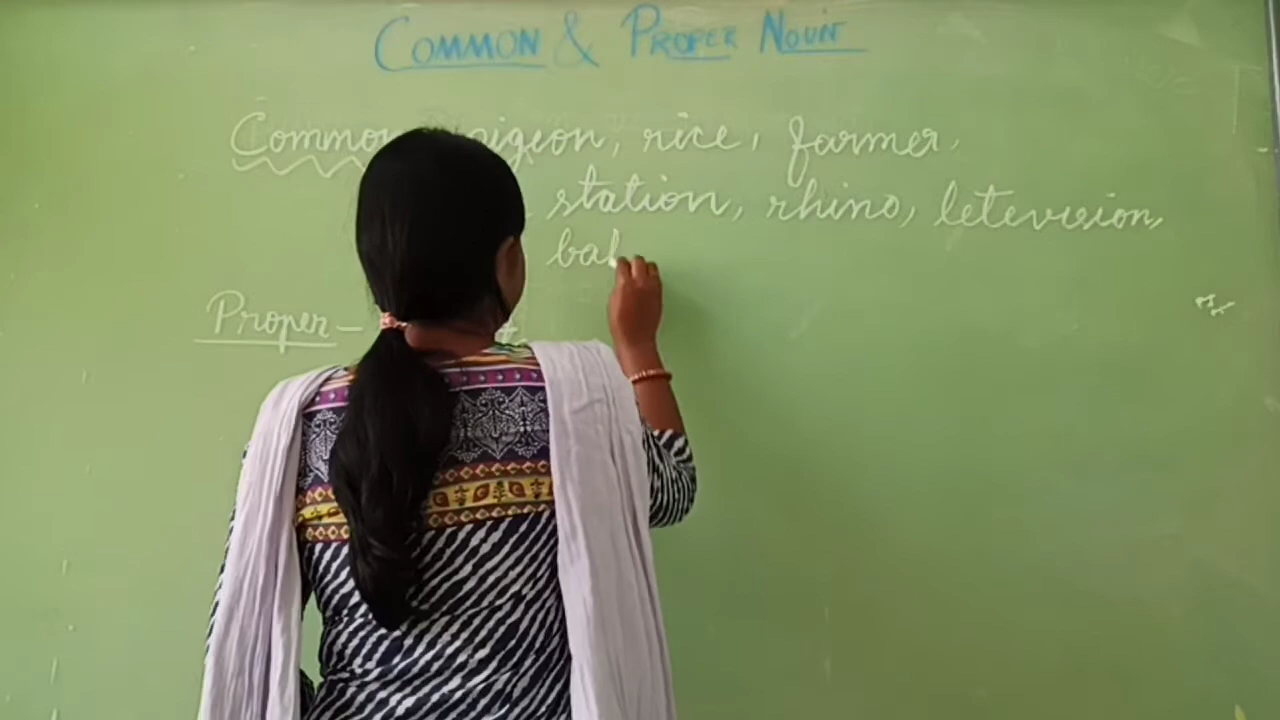 COMMON & PROPER NOUN
Common pigeon, rice, farmer,
station, rhino, letevision,
bal
Proper –